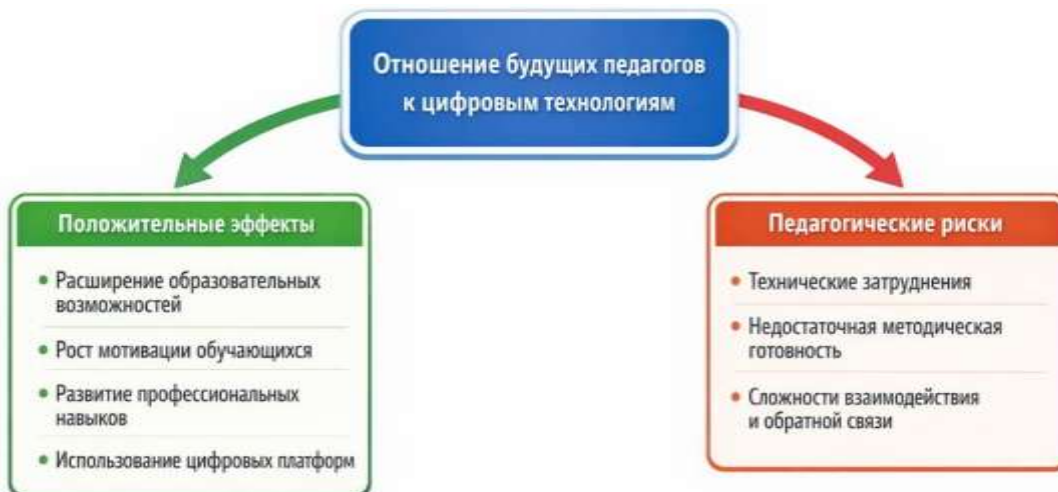 Отношение будущих педагогов
к цифровым технологиям
Положительные эффекты
• Расширение образовательных
возможностей
• Рост мотивации обучающихся
• Развитие профессиональных
навыков
• Использование цифровых платформ
Педагогические риски
• Технические затруднения
• Недостаточная методическая
готовность
• Сложности взаимодействия
и обратной связи